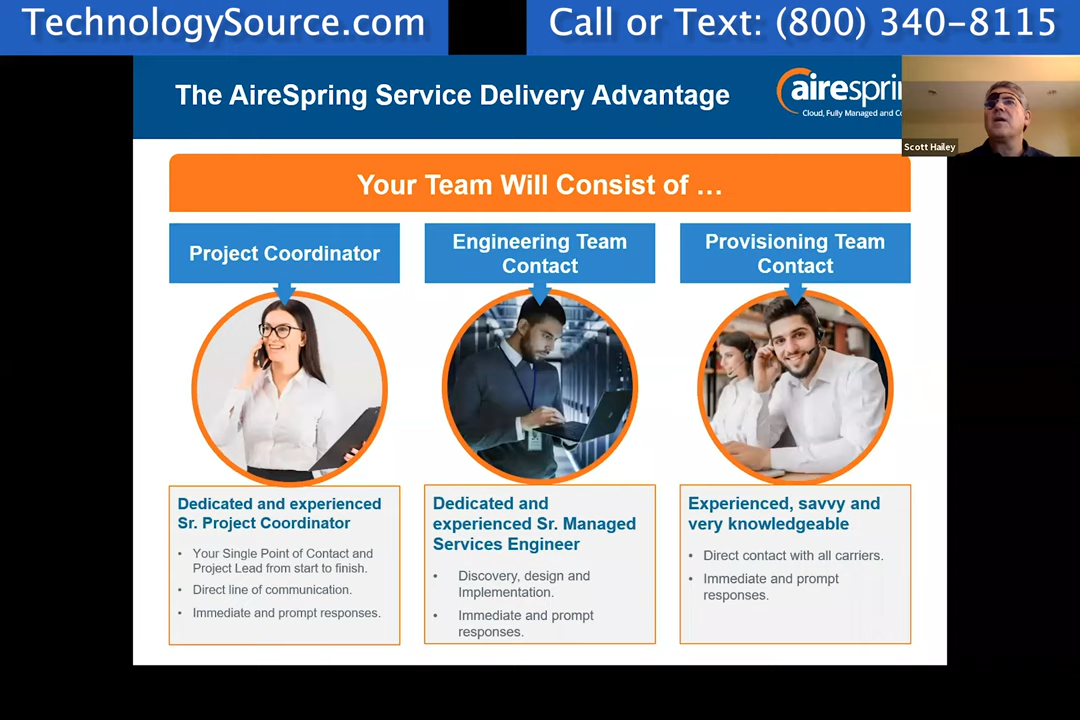 TechnologySource.com
Call or Text: (800) 340-8115
The AireSpring Service Delivery Advantage
Scott Hailey
Your Team Will Consist of ...
Project Coordinator
Engineering Team
Contact
Provisioning Team
Contact
Dedicated and experienced
Sr. Project Coordinator
• Your Single Point of Contact and
Project Lead from start to finish.
• Direct line of communication.
• Immediate and prompt responses.
Dedicated and
experienced Sr. Managed
Services Engineer
• Discovery, design and
Implementation.
• Immediate and prompt
responses.
Experienced, savvy and
very knowledgeable
• Direct contact with all carriers.
• Immediate and prompt
responses.
Cloud, Fully Managed and